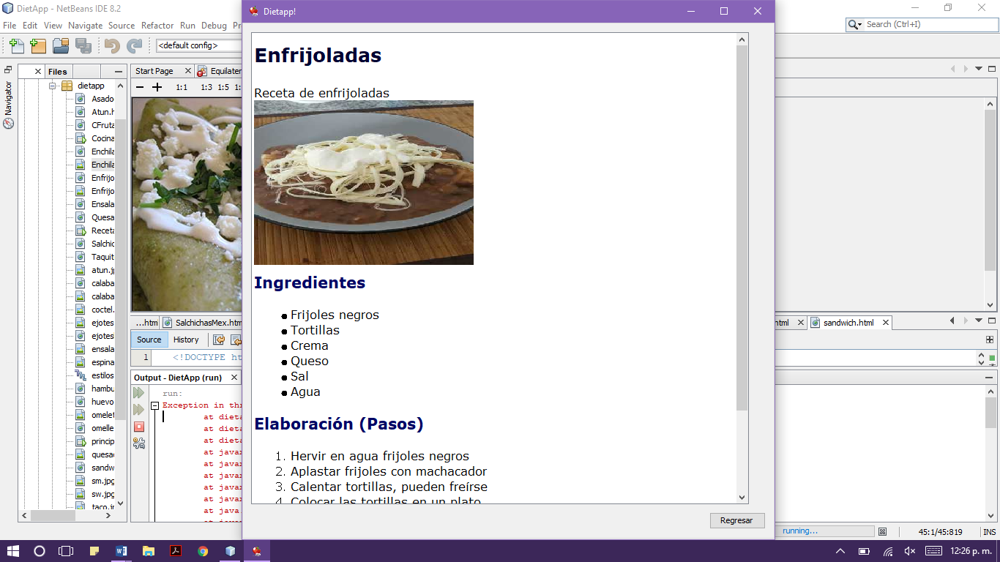 DietApp - NetBeans IDE 8.2
File Edit View Navigate Source Refactor Run Debug
Search (Ctrl+I)
<default config>
Dietapp!
Enfrijoladas
Receta de enfrijoladas
Ingredientes
Frijoles negros
Tortillas
Crema
Queso
Sal
Agua
Elaboración (Pasos)
1. Hervir en agua frijoles negros
2. Aplastar frijoles con machacador
3. Calentar tortillas, pueden freírse
4. Colocar las tortillas en un plato
Regresar
Navigator
Files
dietapp
Asado
Atun.h
CFruta
Cocina
Enchila
Enchila
Enfrijo
Enfrijo
Ensala
Quesa
Receta
Salchic
Taquit
atun.jp
calaba
calaba
coctel.
ejotes
ejotes
ensala
espina
estilos
hambu
huevo
omelet
omelle
princip
quesad
sandw
sm.jpg
sw.jpg
taco.jp
Start Page Equilater
1:1 1:3 1:5
...htm SalchichasMex.htm
html sandwich.html
Source History
1 <!DOCTYPE ht
Output - DietApp (run)
run:
Exception in thr
at dieta
at dieta
at dieta
at javax
at java
at javax
at javax
at javax
at java
running...
45:1/45:819 INS
12:26 p. m.